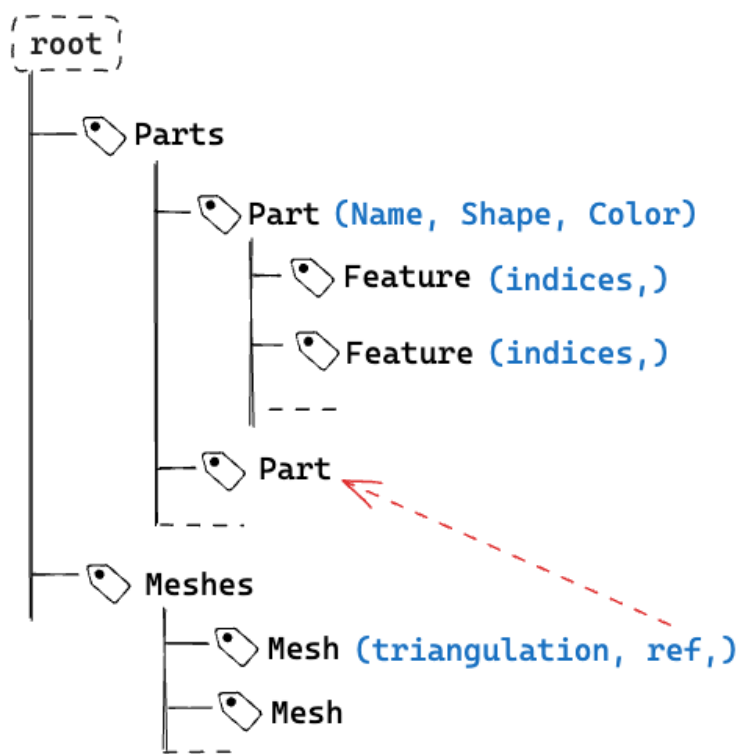 root
Parts
Part (Name, Shape, Color)
Feature (indices,)
Feature (indices,)
Part
Meshes
Mesh (triangulation, ref,)
Mesh